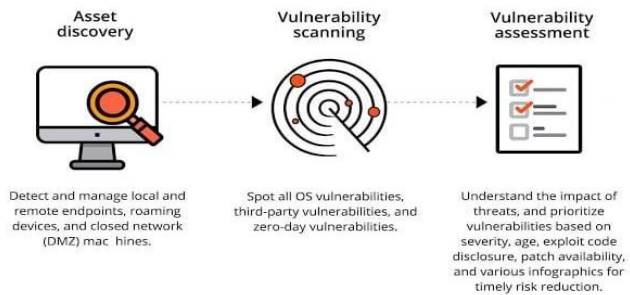 Asset
discovery
Vulnerability
scanning
Vulnerability
assessment
Detect and manage local and
remote endpoints, roaming
devices, and closed network
(DMZ) mac hines.
Spot all OS vulnerabilities,
third-party vulnerabilities, and
zero-day vulnerabilities.
Understand the impact of
threats, and prioritize
vulnerabilities based on
severity, age, exploit code
disclosure, patch availability,
and various infographics for
timely risk reduction.